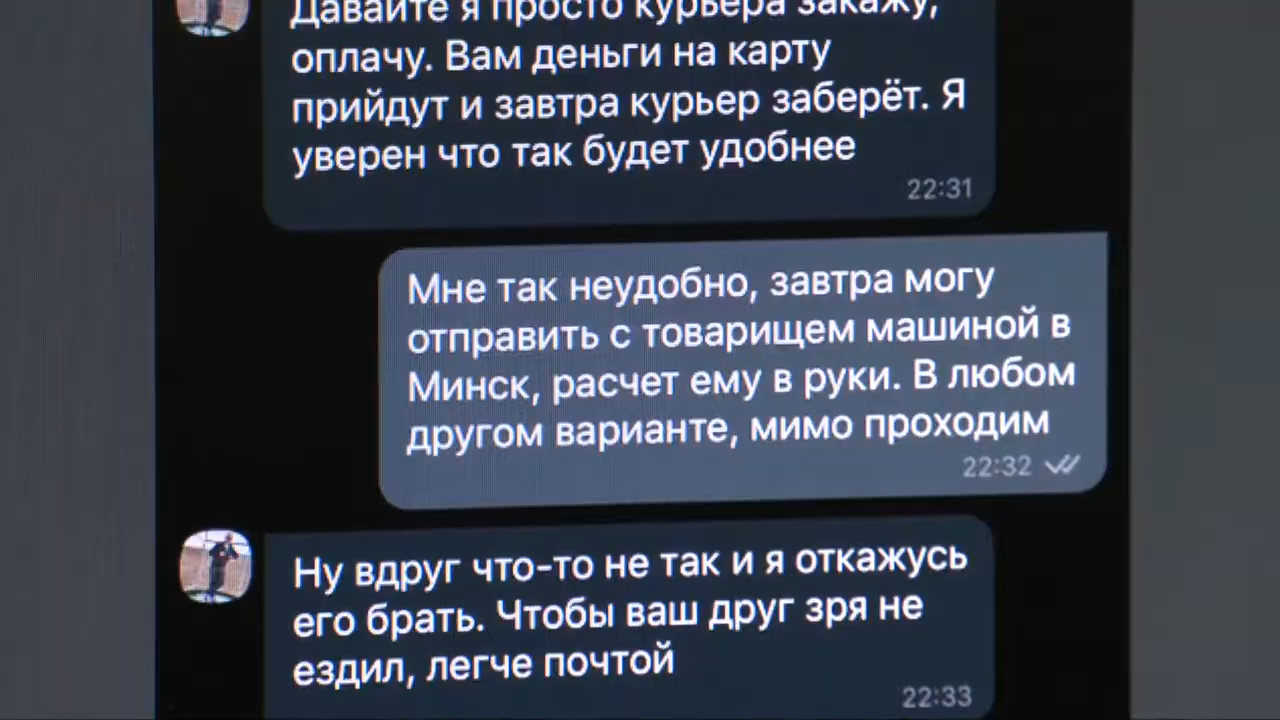 Давайте я просто курьера закажу,
оплачу. Вам деньги на карту
прийдут и завтра курьер заберёт. Я
уверен что так будет удобнее
22:31
Мне так неудобно, завтра могу
отправить с товарищем машиной в
Минск, расчет ему в руки. В любом
другом варианте, мимо проходим
22:32
Ну вдруг что-то не так и я откажусь
его брать. Чтобы ваш друг зря не
ездил, легче почтой
22:33